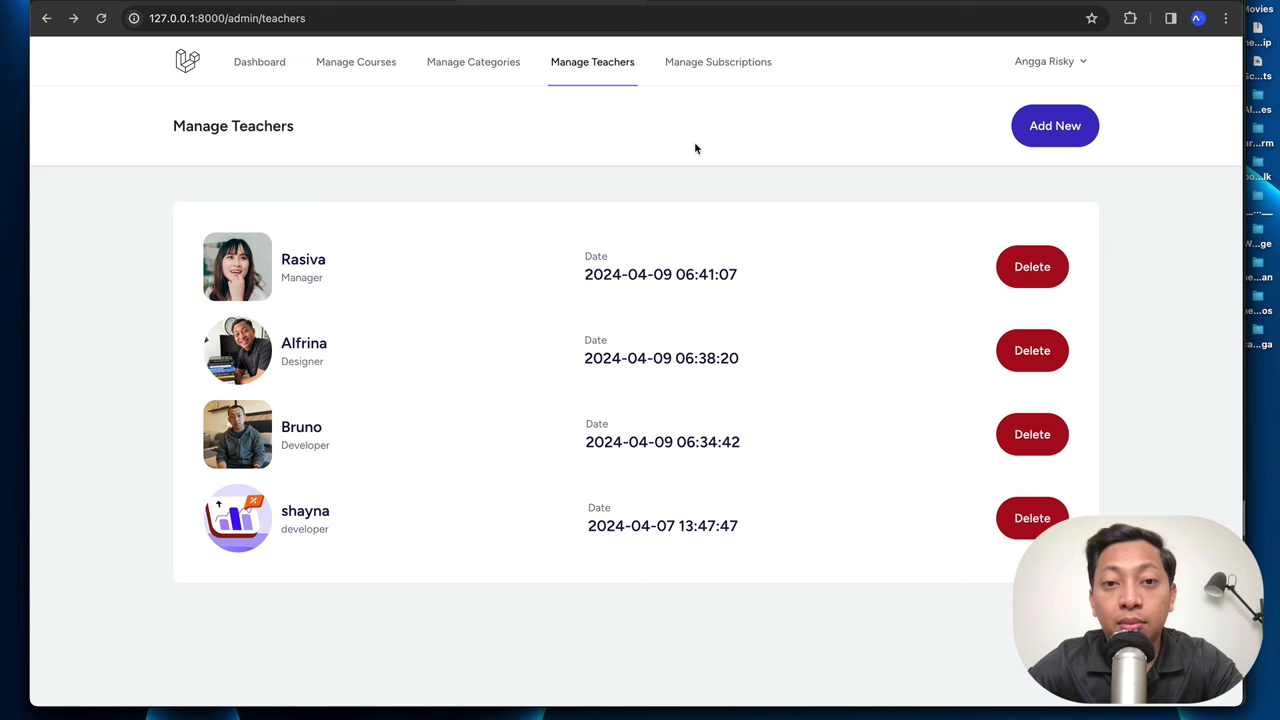 127.0.0.1:8000/admin/teachers
Movies
Dashboard
Manage Courses
Manage Categories
Manage Teachers
Manage Subscriptions
Angga Risky
Manage Teachers
Add New
Rasiva
Manager
Date
2024-04-09 06:41:07
Delete
Alfrina
Designer
Date
2024-04-09 06:38:20
Delete
Bruno
Developer
Date
2024-04-09 06:34:42
Delete
shayna
developer
Date
2024-04-07 13:47:47
Delete